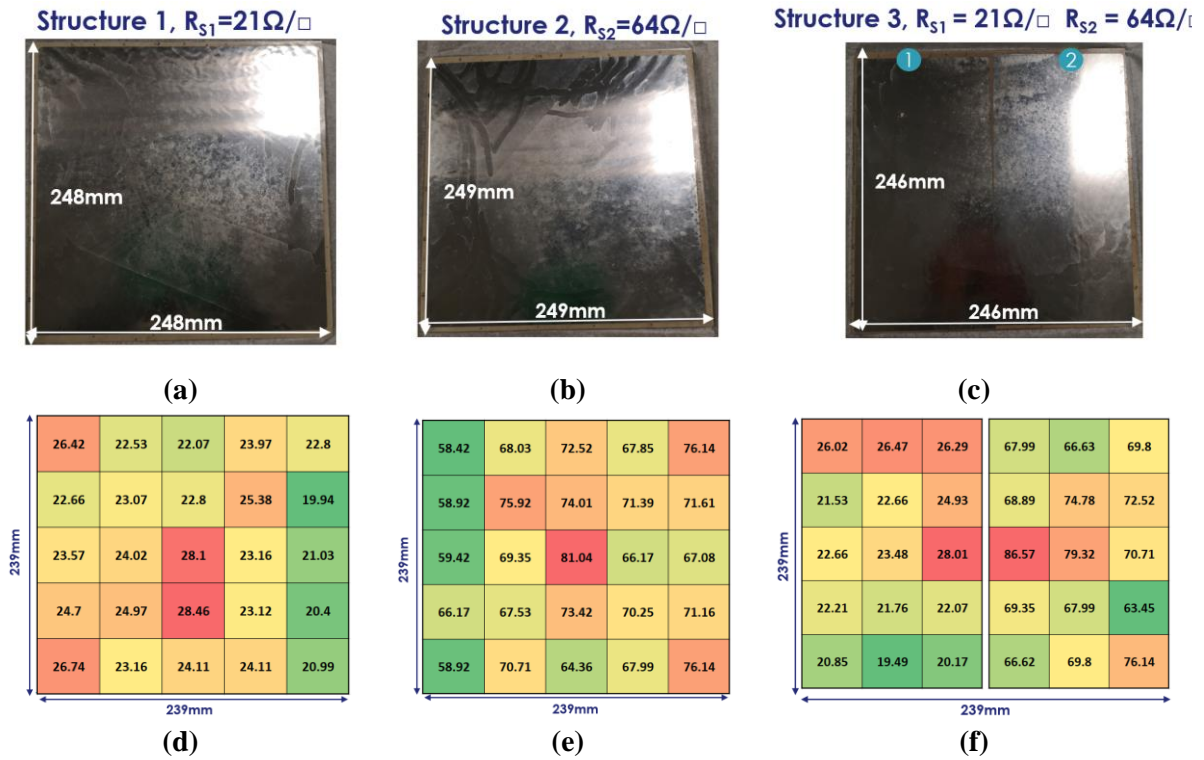 Structure 1, RS1=21Ω/□
Structure 2, RS2=64Ω/□
Structure 3, RS1 = 21Ω/□ RS2 = 64Ω/□
248mm
248mm
249mm
249mm
1
2
246mm
246mm
(a)
(b)
(c)
239mm
26.42 22.53 22.07 23.97 22.8
22.66 23.07 22.8 25.38 19.94
23.57 24.02 28.1 23.16 21.03
24.7 24.97 28.46 23.12 20.4
26.74 23.16 24.11 24.11 20.99
239mm
239mm
58.42 68.03 72.52 67.85 76.14
58.92 75.92 74.01 71.39 71.61
59.42 69.35 81.04 66.17 67.08
66.17 67.53 73.42 70.25 71.16
58.92 70.71 64.36 67.99 76.14
239mm
239mm
26.02 26.47 26.29 67.99 66.63 69.8
21.53 22.66 24.93 68.89 74.78 72.52
22.66 23.48 28.01 86.57 79.32 70.71
22.21 21.76 22.07 69.35 67.99 63.45
20.85 19.49 20.17 66.62 69.8 76.14
239mm
(d)
(e)
(f)